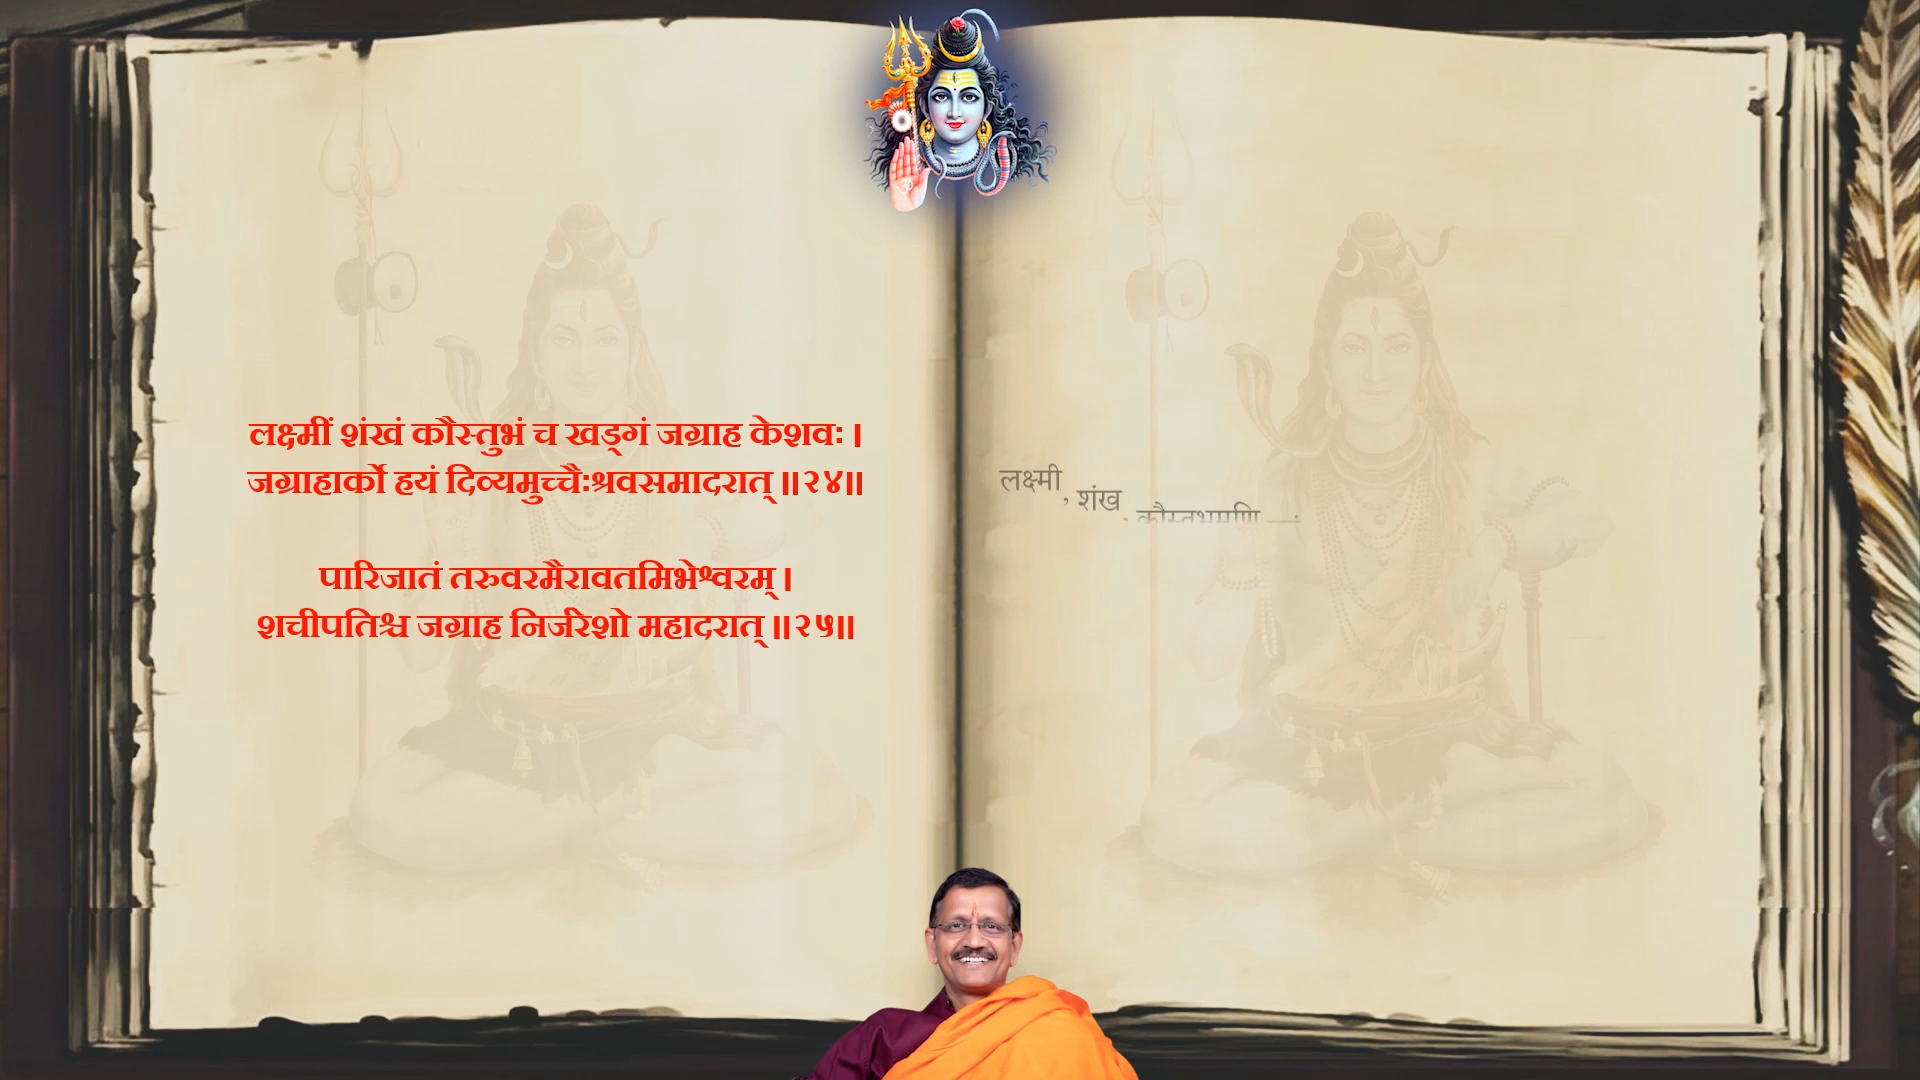 लक्ष्मीं शंखं कौस्तुभं च खड्गं जग्राह केशवः ।
जग्राहार्को हयं दिव्यमुच्चैःश्रवसमादरात् ॥२४॥
पारिजातं तरुवरमैरावतमिभेश्वरम् ।
शचीपतिश्च जग्राह निर्जरेशो महादरात् ॥२५॥
लक्ष्मी, शंख, कौस्तुभमणि